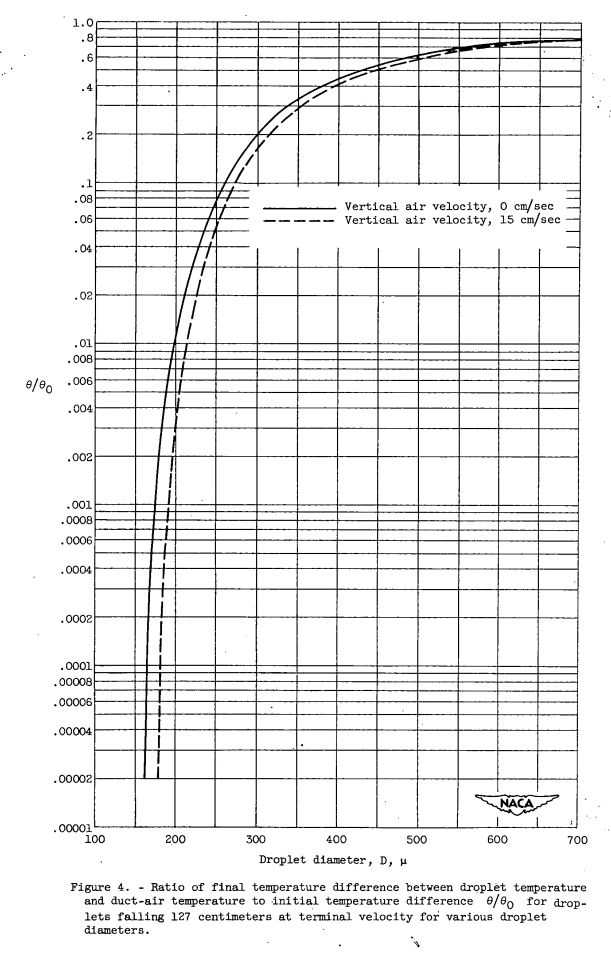 1.0
.8
.6
.4
.2
.1
.08
.06
.04
.02
.01
.008
.006
.004
.002
.001
.0008
.0006
.0004
.0002
.0001
.00008
.00006
.00004
.00002
.00001
θ/θ0
Vertical air velocity, 0 cm/sec
Vertical air velocity, 15 cm/sec
NACA
100 200 300 400 500 600 700
Droplet diameter, D, μ
Figure 4. - Ratio of final temperature difference between droplet temperature
and duct-air temperature to initial temperature difference θ/θ0 for drop-
lets falling 127 centimeters at terminal velocity for various droplet
diameters.